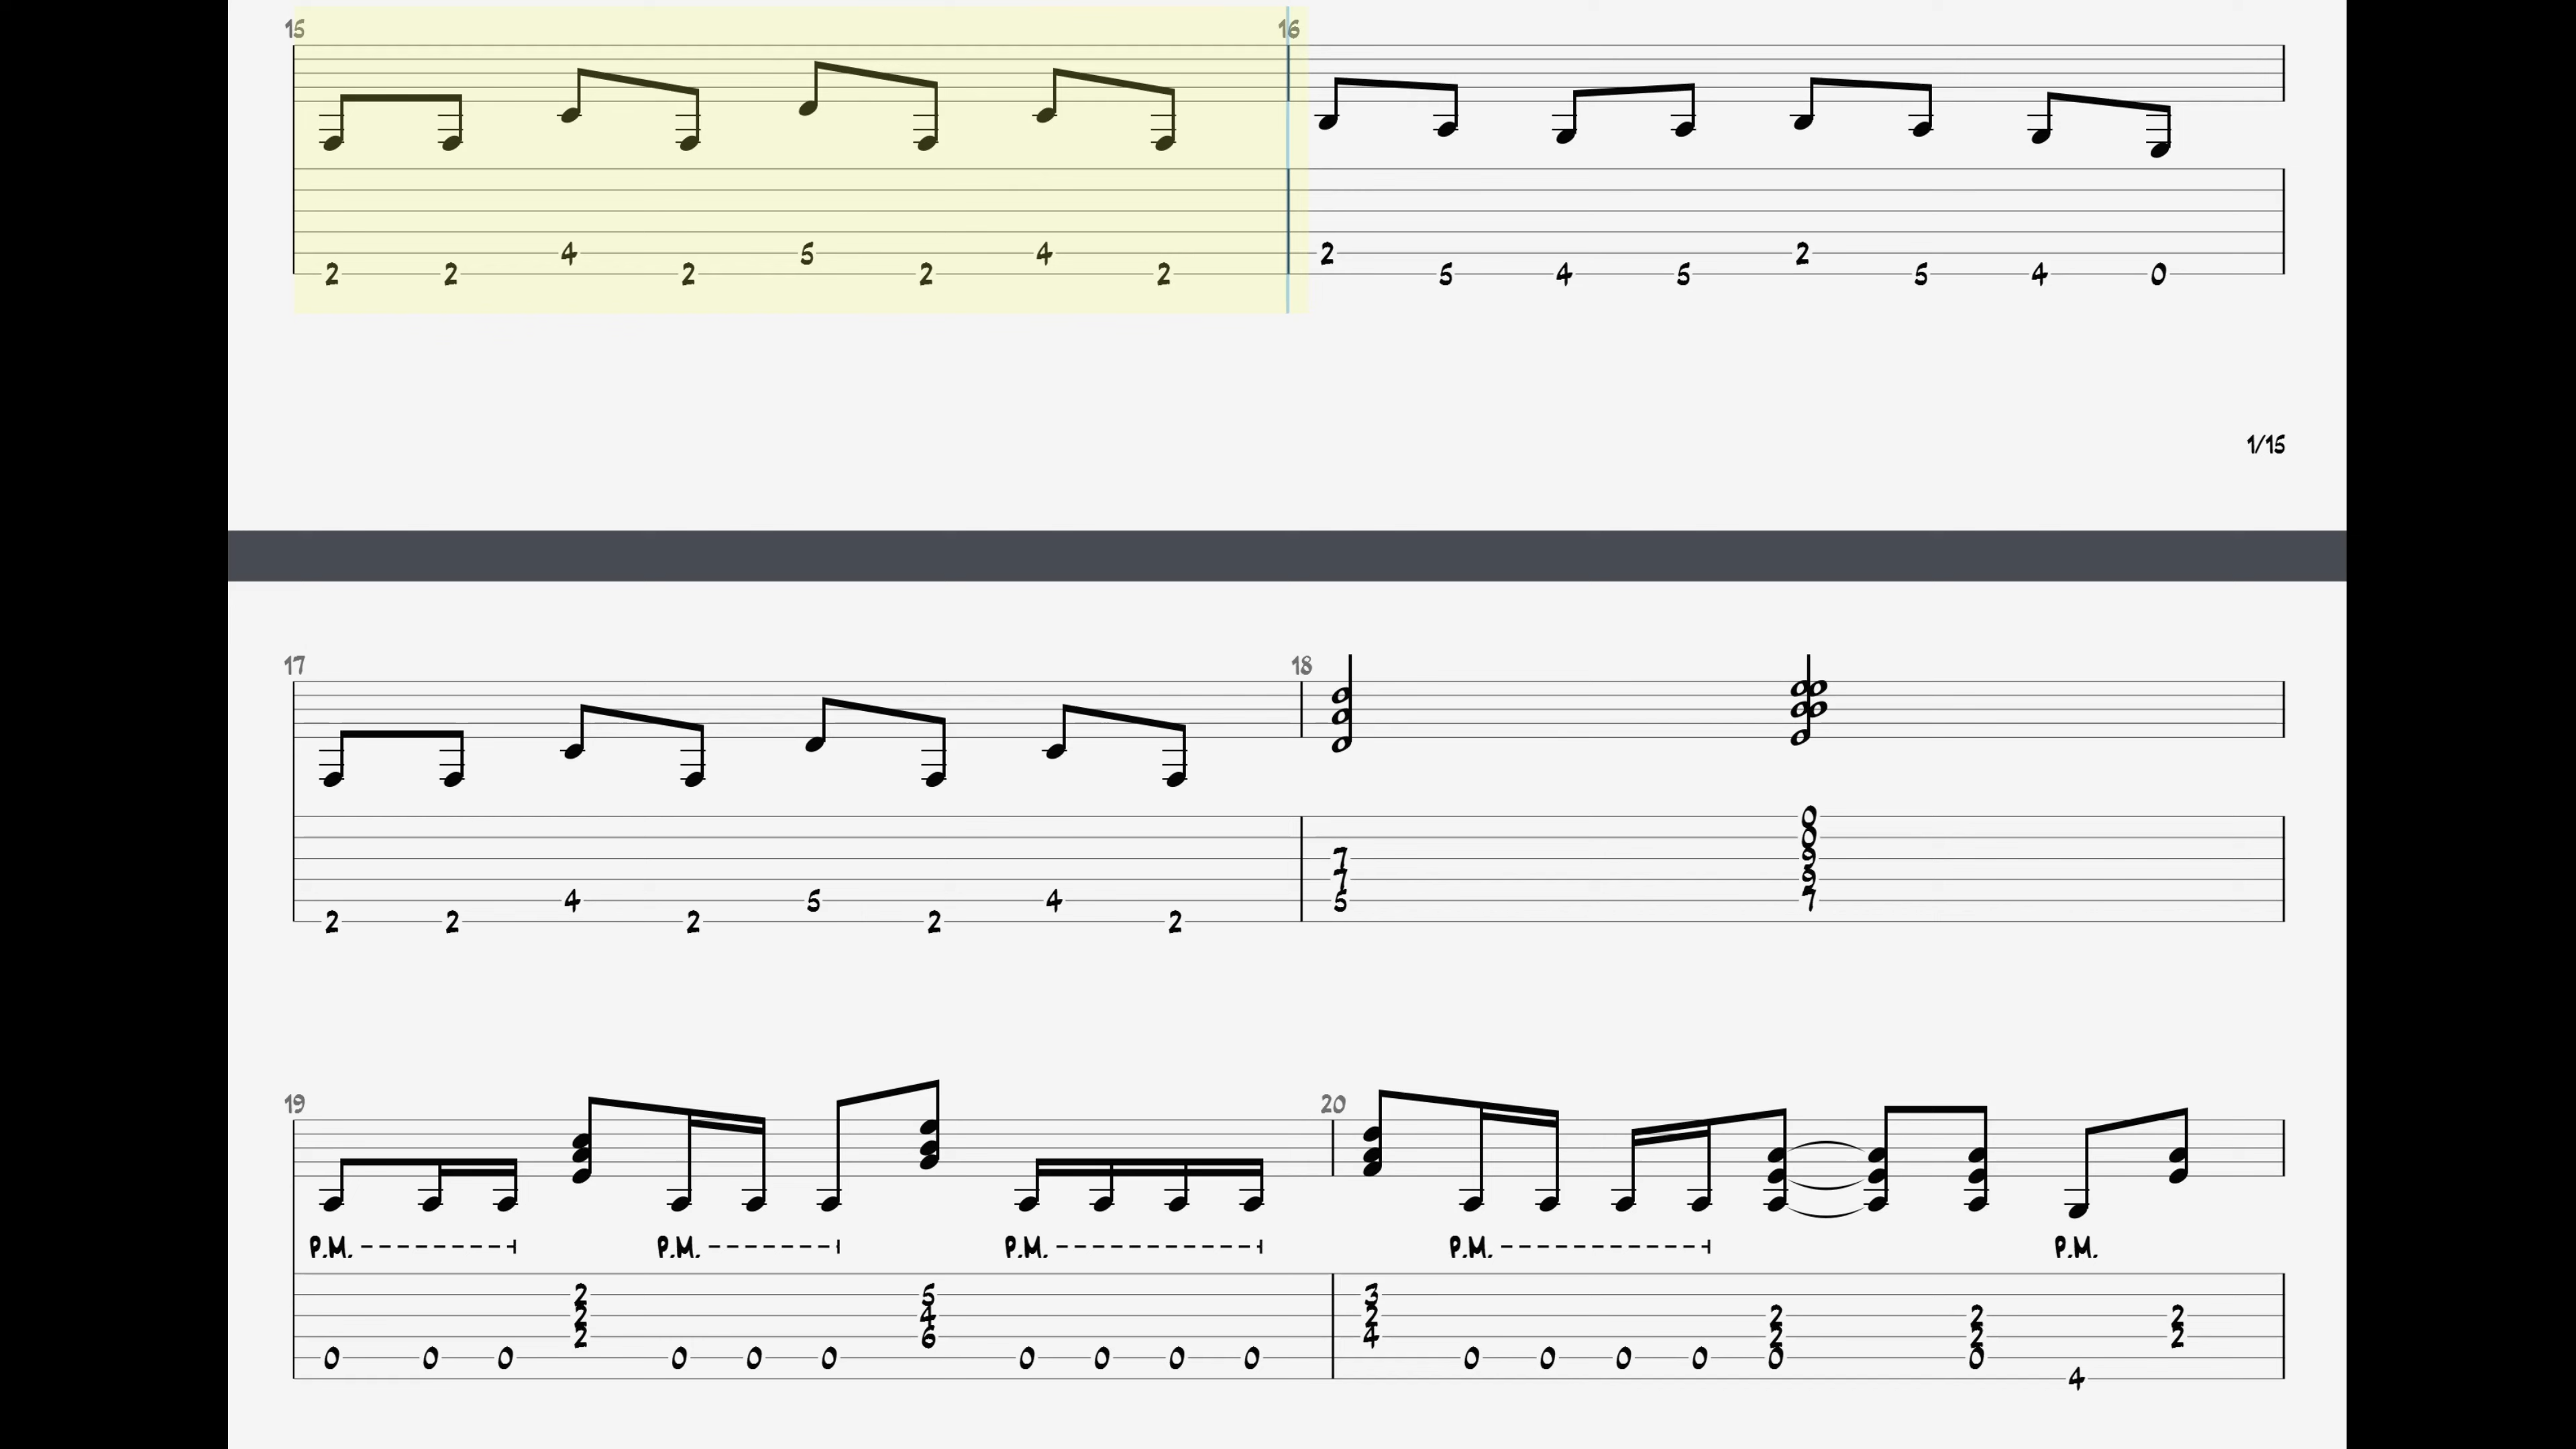 15 16
4 5 4 2 2
2 2 2 2 2 5 4 5 5 4 0
1/15
17 18
0
0
7 9
7 9
4 5 4 5 7
2 2 2 2 2
19 20
P.M. P.M. P.M. P.M. P.M.
2 5 3
2 4 2 2 2 2
2 6 4 2 2 2
0 0 0 0 0 0 0 0 0 0 0 0 0 0 0 0
4